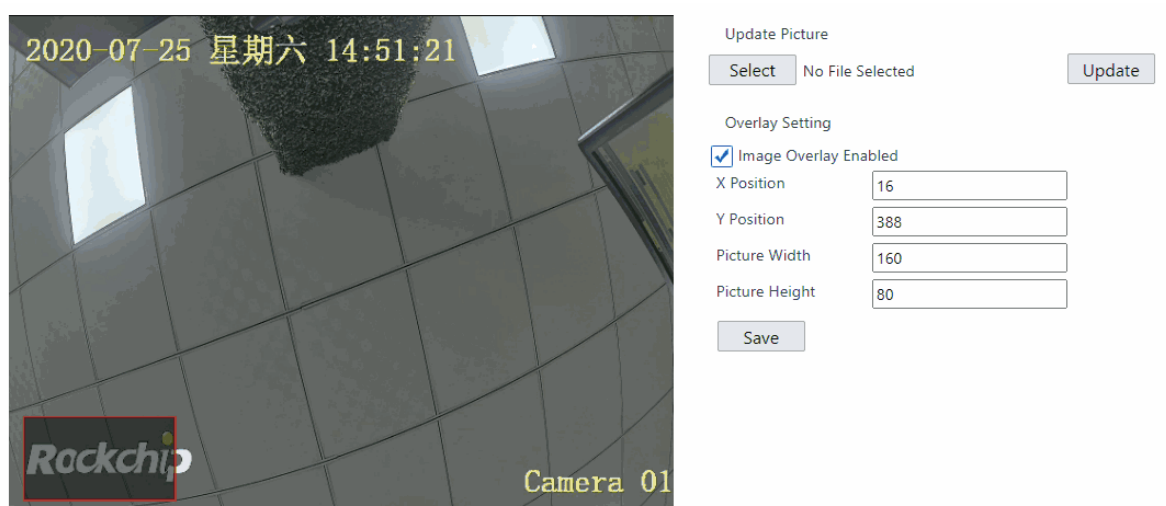 2020-07-25 星期六 14:51:21
Rockchip
Camera 01
Update Picture
Select No File Selected Update
Overlay Setting
Image Overlay Enabled
X Position 16
Y Position 388
Picture Width 160
Picture Height 80
Save